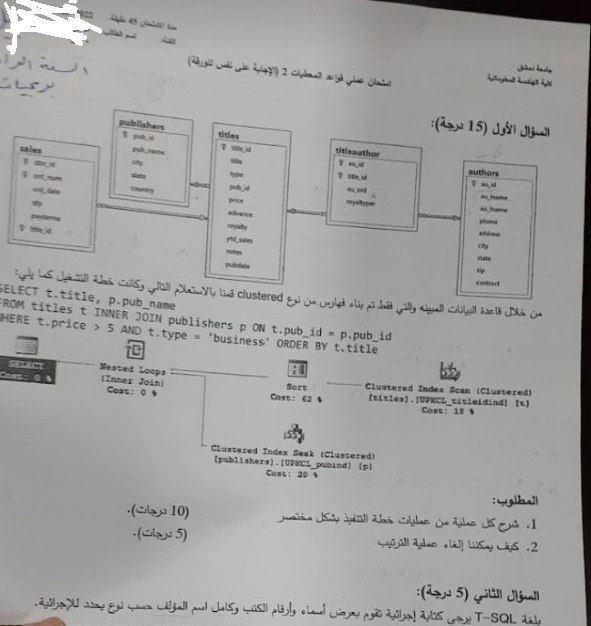 جامعة دمشق
كلية الهندسة المعلوماتية
مدة الامتحان 45 دقيقة.
اسم الطالب
امتحان عملي قواعد المعطيات 2 (الإجابة على نفس الورقة)
السنة
برمجيات
السؤال الأول (15 درجة):
sales
stor_id
ord_num
ord_date
qty
payterms
title_id
publishers
pub_id
pub_name
city
state
country
titles
title_id
title
type
pub_id
price
advance
royalty
ytd_sales
notes
pubdate
titleauthor
au_id
title_id
au_ord
royaltyper
authors
au_id
au_lname
au_fname
phone
address
city
state
zip
contract
من خلال قاعدة البيانات المبينه والتي فقط تم بناء فهارس من نوع clustered قمنا بالاستعلام التالي وكانت خطة التشغيل كما يلي:
SELECT t.title, p.pub_name
FROM titles t INNER JOIN publishers p ON t.pub_id = p.pub_id
WHERE t.price > 5 AND t.type = 'business' ORDER BY t.title
SELECT
Cost: 0 %
Nested Loops
(Inner Join)
Cost: 0 %
Sort
Cost: 62 %
Clustered Index Scan (Clustered)
[titles].[UPKCL_titleidind] [t]
Cost: 18 %
Clustered Index Seek (Clustered)
[publishers].[UPKCL_pubind] [p]
Cost: 20 %
المطلوب:
1. شرح كل عملية من عمليات خطة التنفيذ بشكل مختصر (10 درجات).
2. كيف يمكننا إلغاء عملية الترتيب (5 درجات).
السؤال الثاني (5 درجة):
بلغة T-SQL يرجى كتابة إجرائية تقوم بعرض أسماء وأرقام الكتب وكامل اسم المؤلف حسب نوع يحدد للإجرائية.